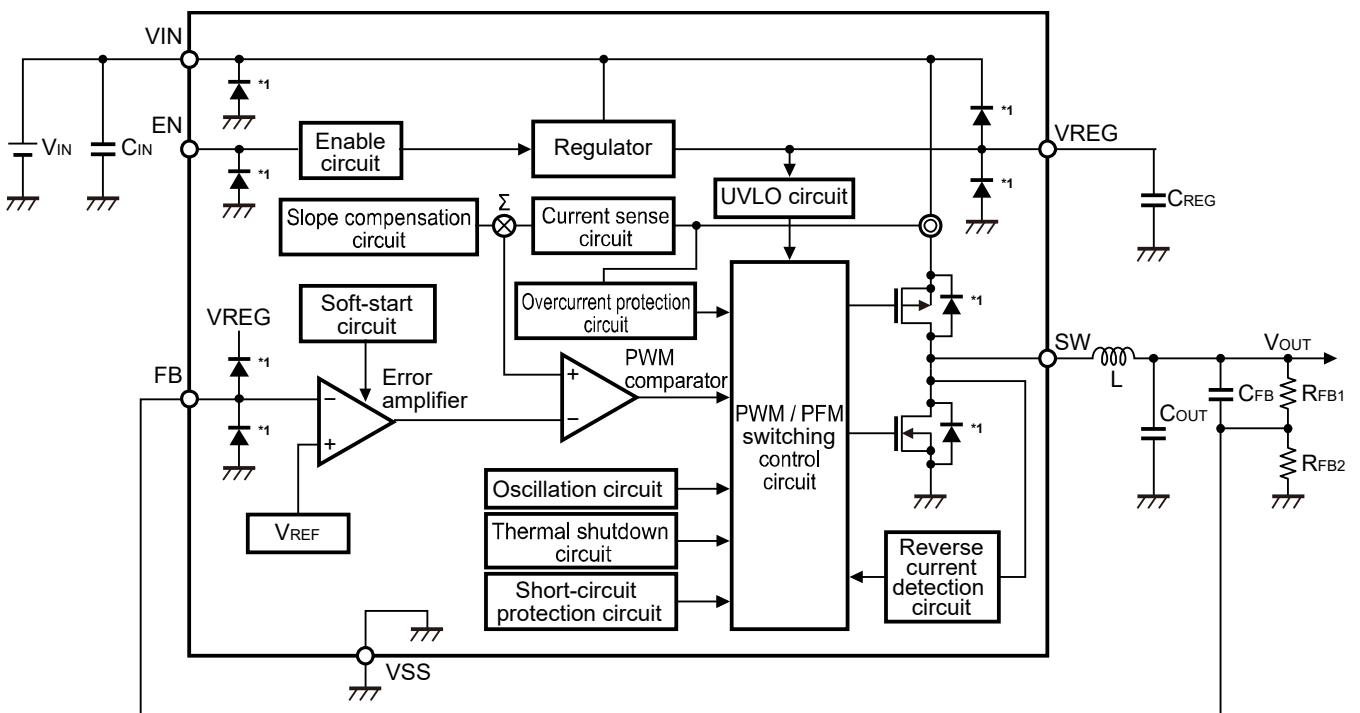 VIN
*1
*1
EN
Enable
circuit
Regulator
VREG
*1
*1
VIN
CIN
UVLO circuit
CREG
Σ
Slope compensation
circuit
Current sense
circuit
Soft-start
circuit
Overcurrent protection
circuit
*1
VREG
*1
FB
Error
amplifier
PWM
comparator
SW
L
VOUT
−
+
+
−
*1
PWM / PFM
switching
control
circuit
*1
COUT
CFB
RFB1
RFB2
VREF
Oscillation circuit
Thermal shutdown
circuit
Short-circuit
protection circuit
Reverse
current
detection
circuit
VSS